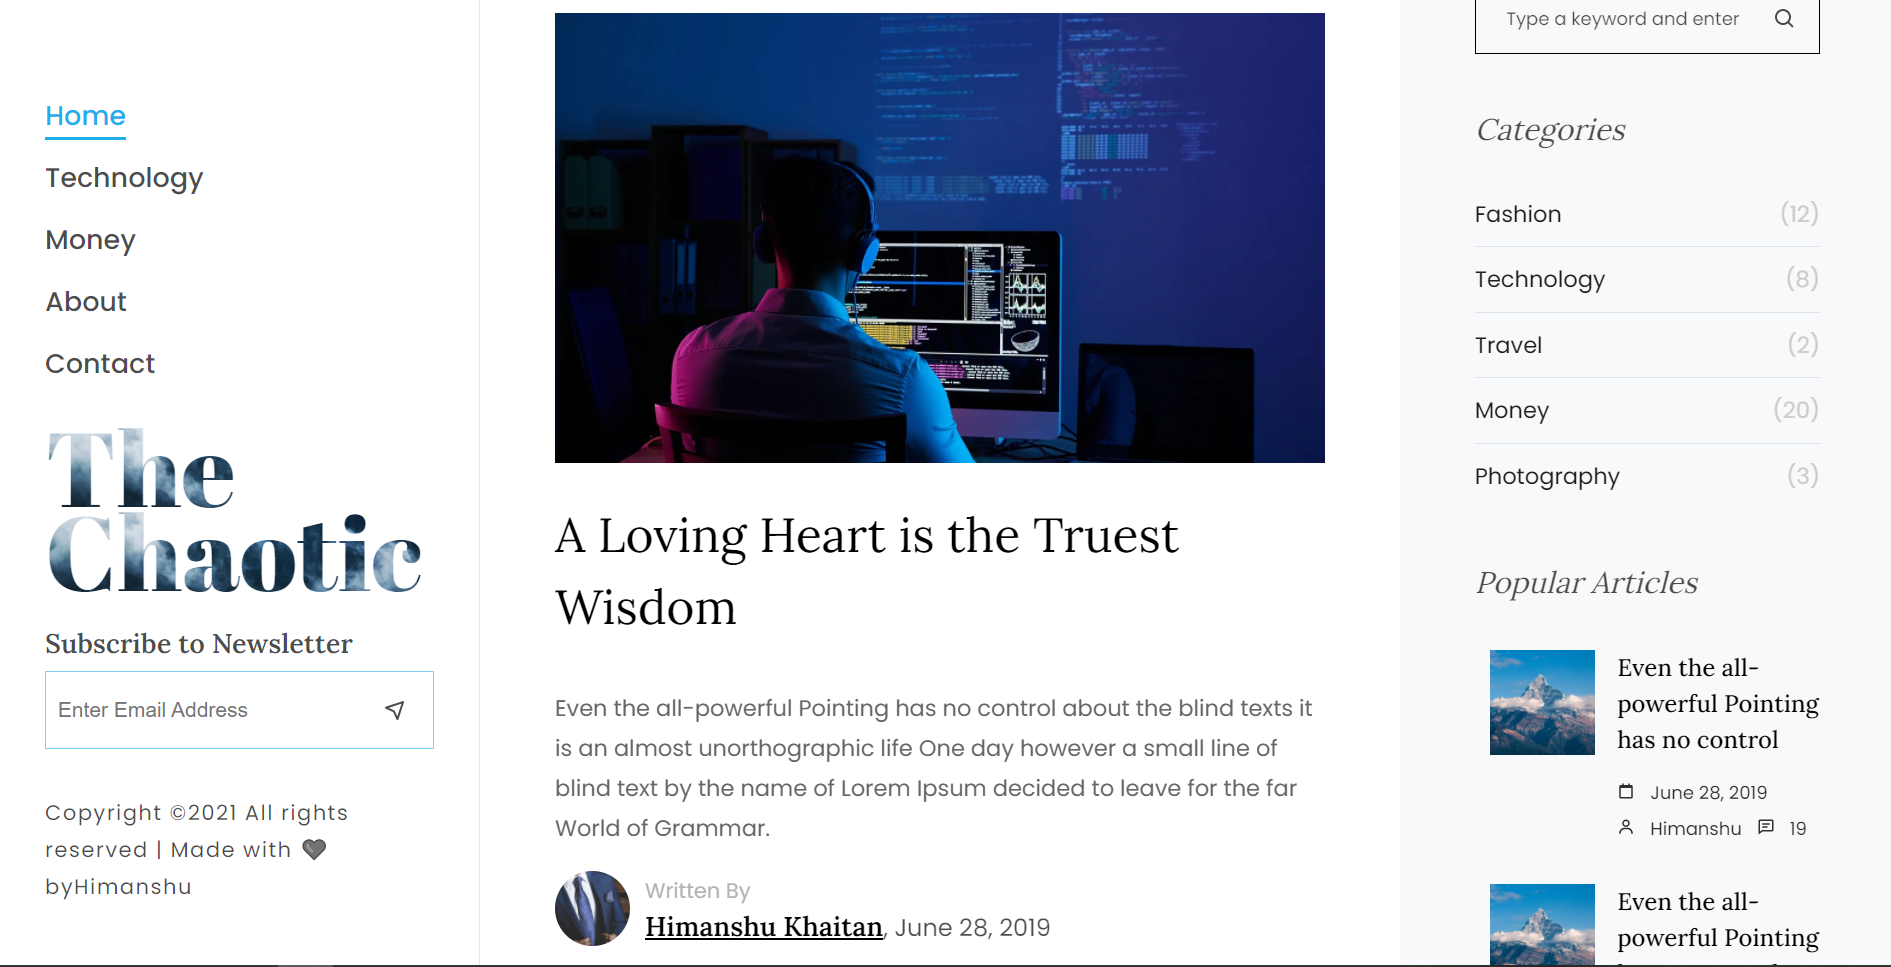 Home
Technology
Money
About
Contact
The
Chaotic
Subscribe to Newsletter
Enter Email Address
Copyright ©2021 All rights
reserved | Made with 🖤
byHimanshu
A Loving Heart is the Truest
Wisdom
Even the all-powerful Pointing has no control about the blind texts it
is an almost unorthographic life One day however a small line of
blind text by the name of Lorem Ipsum decided to leave for the far
World of Grammar.
Written By
Himanshu Khaitan, June 28, 2019
Type a keyword and enter
Categories
Fashion (12)
Technology (8)
Travel (2)
Money (20)
Photography (3)
Popular Articles
Even the all-
powerful Pointing
has no control
June 28, 2019
Himanshu 19
Even the all-
powerful Pointing